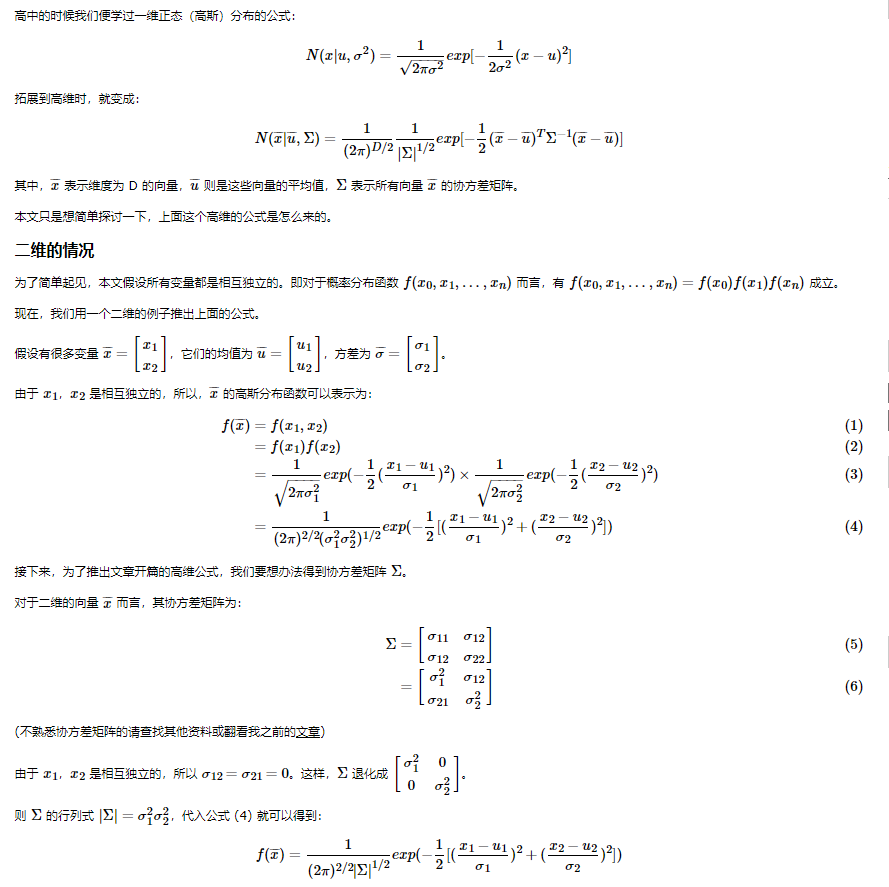 高中的时候我们便学过一维正态（高斯）分布的公式：
$$N(x|u,\sigma^2)=\frac{1}{\sqrt{2\pi\sigma^2}}exp[-\frac{1}{2\sigma^2}(x-u)^2]$$
拓展到高维时，就变成：
$$N(\overline{x}|\overline{u},\Sigma)=\frac{1}{(2\pi)^{D/2}}\frac{1}{|\Sigma|^{1/2}}exp[-\frac{1}{2}(\overline{x}-\overline{u})^T\Sigma^{-1}(\overline{x}-\overline{u})]$$
其中，$\overline{x}$ 表示维度为 D 的向量，$\overline{u}$ 则是这些向量的平均值，$\Sigma$ 表示所有向量 $\overline{x}$ 的协方差矩阵。
本文只是想简单探讨一下，上面这个高维的公式是怎么来的。
二维的情况
为了简单起见，本文假设所有变量都是相互独立的。即对于概率分布函数 $f(x_0,x_1,\dots,x_n)$ 而言，有 $f(x_0,x_1,\dots,x_n)=f(x_0)f(x_1)f(x_n)$ 成立。
现在，我们用一个二维的例子推出上面的公式。
假设有很多变量 $\overline{x}=\begin{bmatrix}x_1\\x_2\end{bmatrix}$，它们的均值为 $\overline{u}=\begin{bmatrix}u_1\\u_2\end{bmatrix}$，方差为 $\overline{\sigma}=\begin{bmatrix}\sigma_1\\\sigma_2\end{bmatrix}$。
由于 $x_1$，$x_2$ 是相互独立的，所以，$\overline{x}$ 的高斯分布函数可以表示为：
$$f(\overline{x})=f(x_1,x_2)$$ (1)
$$=f(x_1)f(x_2)$$ (2)
$$=\frac{1}{\sqrt{2\pi\sigma_1^2}}exp(-\frac{1}{2}(\frac{x_1-u_1}{\sigma_1})^2)\times\frac{1}{\sqrt{2\pi\sigma_2^2}}exp(-\frac{1}{2}(\frac{x_2-u_2}{\sigma_2})^2)$$ (3)
$$=\frac{1}{(2\pi)^{2/2}(\sigma_1^2\sigma_2^2)^{1/2}}exp(-\frac{1}{2}[(\frac{x_1-u_1}{\sigma_1})^2+(\frac{x_2-u_2}{\sigma_2})^2])$$ (4)
接下来，为了推出文章开篇的高维公式，我们要想办法得到协方差矩阵 $\Sigma$。
对于二维的向量 $\overline{x}$ 而言，其协方差矩阵为：
$$\Sigma=\begin{bmatrix}\sigma_{11}&\sigma_{12}\\\sigma_{12}&\sigma_{22}\end{bmatrix}$$ (5)
$$=\begin{bmatrix}\sigma_1^2&\sigma_{12}\\\sigma_{21}&\sigma_2^2\end{bmatrix}$$ (6)
(不熟悉协方差矩阵的请查找其他资料或翻看我之前的文章)
由于 $x_1$，$x_2$ 是相互独立的，所以 $\sigma_{12}=\sigma_{21}=0$。这样，$\Sigma$ 退化成 $\begin{bmatrix}\sigma_1^2&0\\0&\sigma_2^2\end{bmatrix}$。
则 $\Sigma$ 的行列式 $|\Sigma|=\sigma_1^2\sigma_2^2$，代入公式 (4) 就可以得到：
$$f(\overline{x})=\frac{1}{(2\pi)^{2/2}|\Sigma|^{1/2}}exp(-\frac{1}{2}[(\frac{x_1-u_1}{\sigma_1})^2+(\frac{x_2-u_2}{\sigma_2})^2])$$